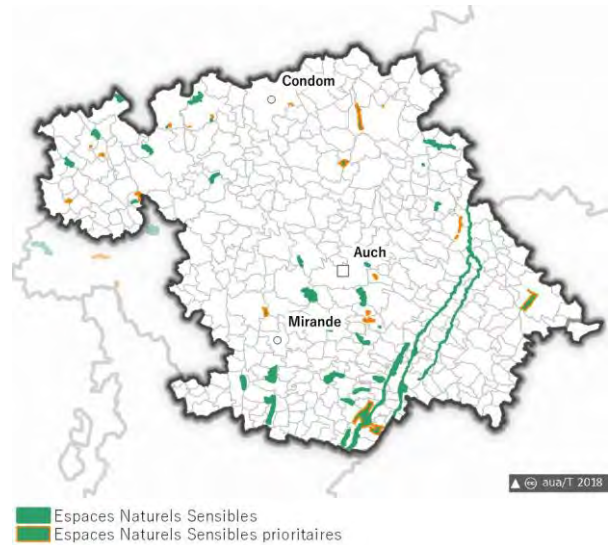 Condom
Auch
Mirande
aua/T 2018
Espaces Naturels Sensibles
Espaces Naturels Sensibles prioritaires